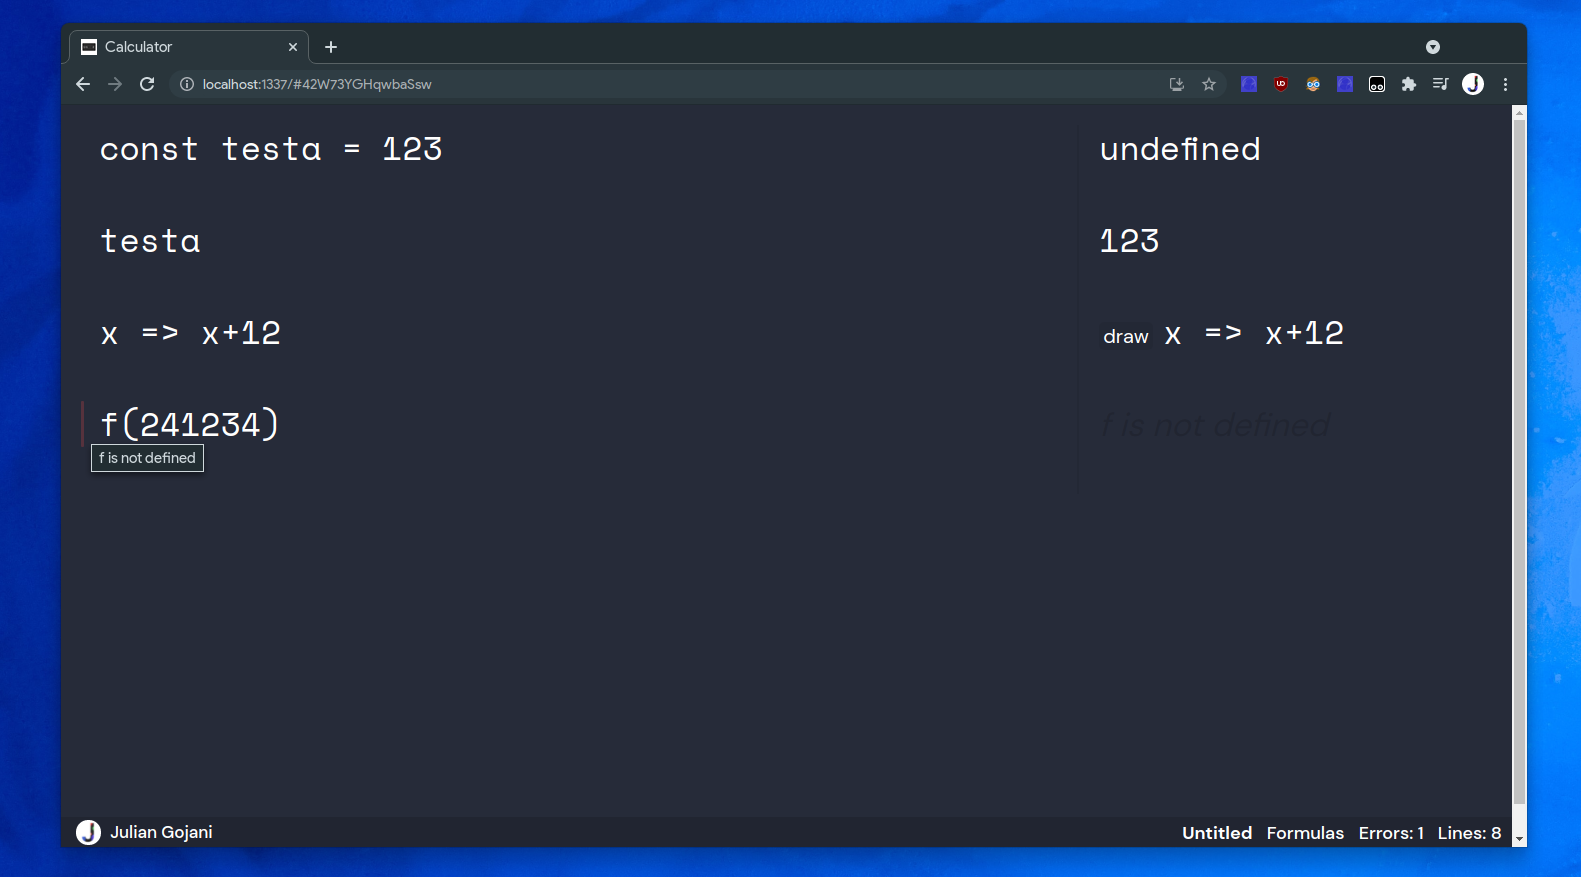 Calculator
localhost:1337/#42W73YGHqwbaSsw
const testa = 123 undefined
testa 123
x => x+12 draw x => x+12
f(241234) f is not defined
f is not defined
Julian Gojani Untitled Formulas Errors: 1 Lines: 8